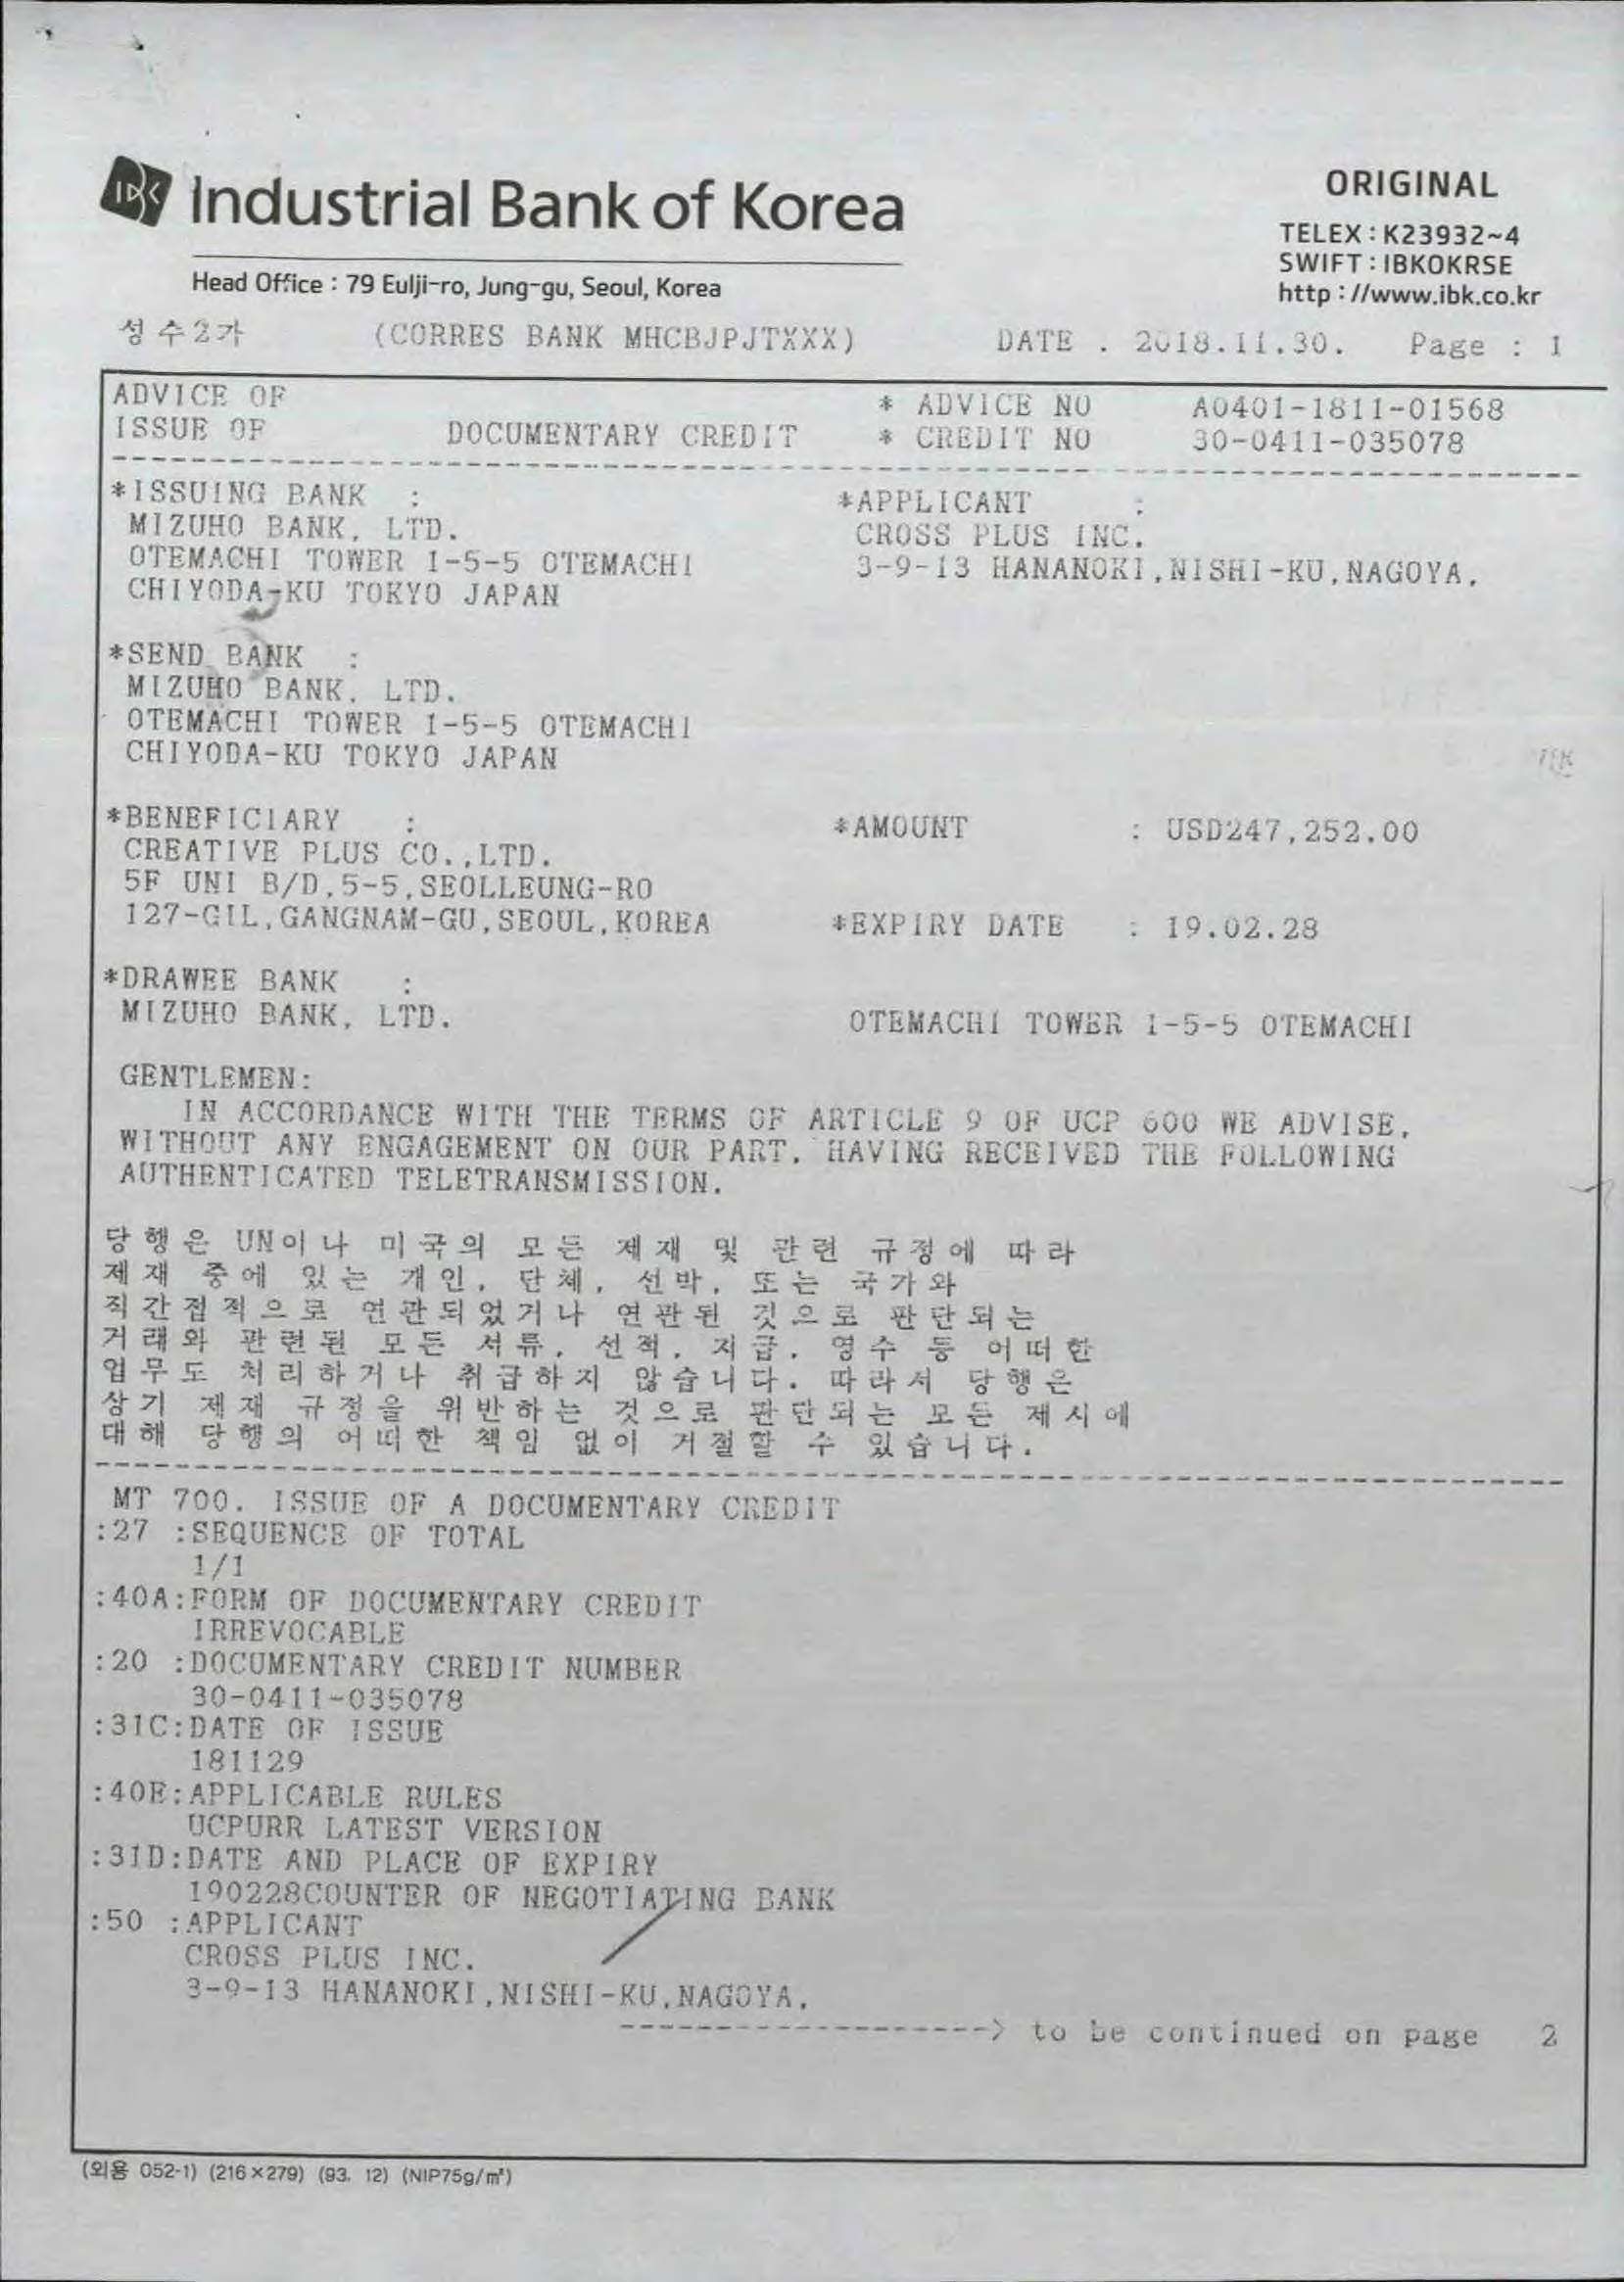 IBK Industrial Bank of Korea
ORIGINAL
TELEX : K23932~4
SWIFT : IBKOKRSE
Head Office : 79 Eulji-ro, Jung-gu, Seoul, Korea
http : //www.ibk.co.kr
성수2가 (CORRES BANK MHCBJPJTXXX) DATE . 2018.11.30. Page : 1
ADVICE OF * ADVICE NO A0401-1811-01568
ISSUE OF DOCUMENTARY CREDIT * CREDIT NO 30-0411-035078
*ISSUING BANK : *APPLICANT :
MIZUHO BANK, LTD. CROSS PLUS INC.
OTEMACHI TOWER 1-5-5 OTEMACHI 3-9-13 HANANOKI,NISHI-KU,NAGOYA,
CHIYODA-KU TOKYO JAPAN
*SEND BANK :
MIZUHO BANK, LTD.
OTEMACHI TOWER 1-5-5 OTEMACHI
CHIYODA-KU TOKYO JAPAN
*BENEFICIARY : *AMOUNT : USD247,252.00
CREATIVE PLUS CO.,LTD.
5F UNI B/D,5-5,SEOLLEUNG-RO
127-GIL,GANGNAM-GU,SEOUL,KOREA *EXPIRY DATE : 19.02.28
*DRAWEE BANK :
MIZUHO BANK, LTD. OTEMACHI TOWER 1-5-5 OTEMACHI
GENTLEMEN:
IN ACCORDANCE WITH THE TERMS OF ARTICLE 9 OF UCP 600 WE ADVISE,
WITHOUT ANY ENGAGEMENT ON OUR PART, HAVING RECEIVED THE FOLLOWING
AUTHENTICATED TELETRANSMISSION.
당행은 UN이나 미국의 모든 제재 및 관련 규정에 따라
제재 중에 있는 개인, 단체, 선박, 또는 국가와
직간접적으로 연관되었거나 연관된 것으로 판단되는
거래와 관련된 모든 서류, 선적, 지급, 영수 등 어떠한
업무도 처리하거나 취급하지 않습니다. 따라서 당행은
상기 제재 규정을 위반하는 것으로 판단되는 모든 제시에
대해 당행의 어떠한 책임 없이 거절할 수 있습니다.
MT 700. ISSUE OF A DOCUMENTARY CREDIT
:27 :SEQUENCE OF TOTAL
1/1
:40A:FORM OF DOCUMENTARY CREDIT
IRREVOCABLE
:20 :DOCUMENTARY CREDIT NUMBER
30-0411-035078
:31C:DATE OF ISSUE
181129
:40E:APPLICABLE RULES
UCPURR LATEST VERSION
:31D:DATE AND PLACE OF EXPIRY
190228COUNTER OF NEGOTIATING BANK
:50 :APPLICANT
CROSS PLUS INC.
3-9-13 HANANOKI,NISHI-KU,NAGOYA,
-------------------> to be continued on page 2
(외용 052-1) (216×279) (93. 12) (NIP75g/㎡)